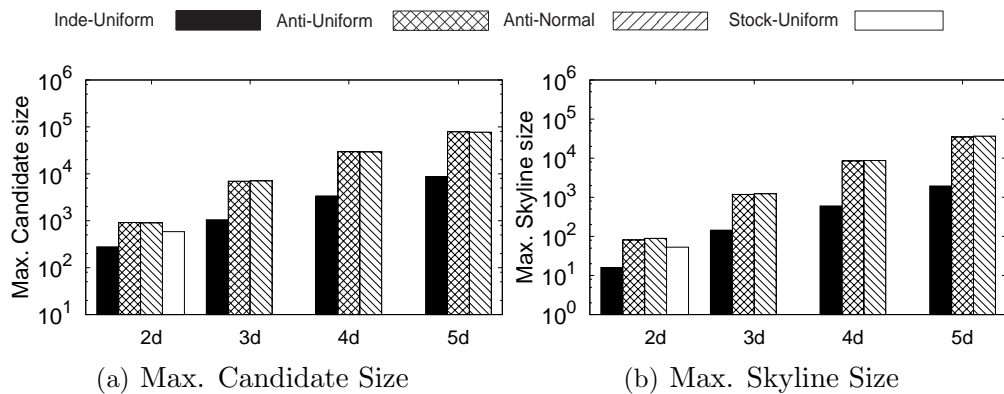 Inde-Uniform Anti-Uniform Anti-Normal Stock-Uniform
Max. Candidate size
10^6
10^5
10^4
10^3
10^2
10^1
2d 3d 4d 5d
(a) Max. Candidate Size
Max. Skyline size
10^6
10^5
10^4
10^3
10^2
10^1
10^0
2d 3d 4d 5d
(b) Max. Skyline Size